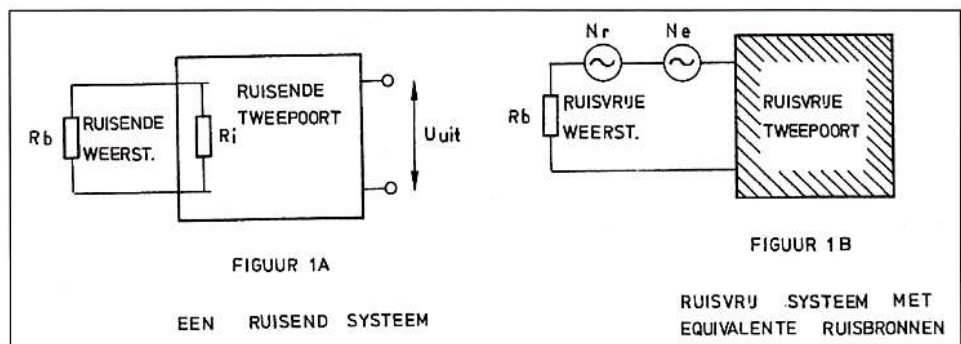 Rb
RUISENDE
WEERST.
Ri
RUISENDE
TWEEPOORT
Uuit
FIGUUR 1A
EEN RUISEND SYSTEEM
Nr
Ne
Rb
RUISVRIJE
WEERST.
RUISVRIJE
TWEEPOORT
FIGUUR 1B
RUISVRIJ SYSTEEM MET
EQUIVALENTE RUISBRONNEN